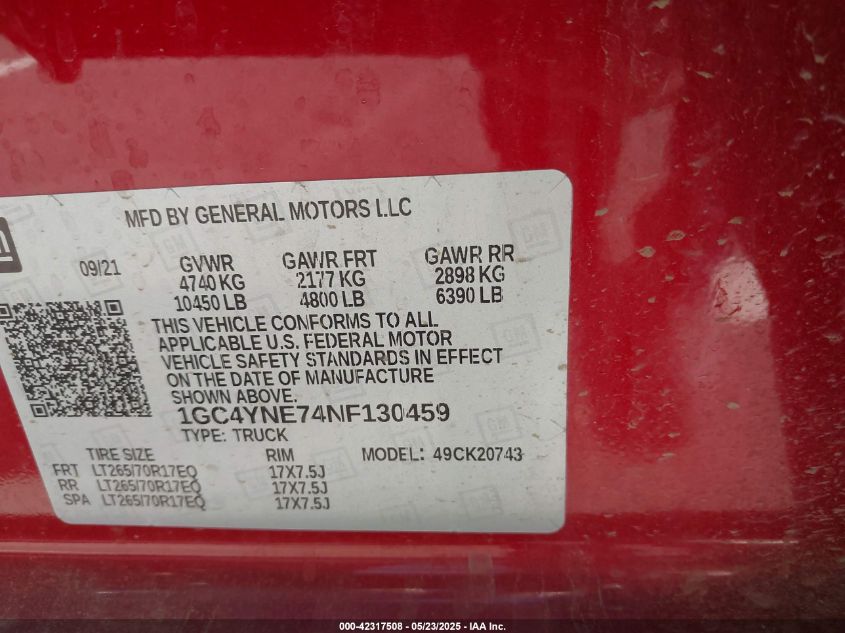 MFD BY GENERAL MOTORS LLC
09/21 GVWR GAWR FRT GAWR RR
4740 KG 2177 KG 2898 KG
10450 LB 4800 LB 6390 LB
THIS VEHICLE CONFORMS TO ALL
APPLICABLE U.S. FEDERAL MOTOR
VEHICLE SAFETY STANDARDS IN EFFECT
ON THE DATE OF MANUFACTURE
SHOWN ABOVE.
1GC4YNE74NF130459
TYPE: TRUCK
TIRE SIZE RIM MODEL: 49CK20743
FRT LT265/70R17EQ 17X7.5J
RR LT265/70R17EQ 17X7.5J
SPA LT265/70R17EQ 17X7.5J
000-42317508 - 05/23/2025 - IAA Inc.